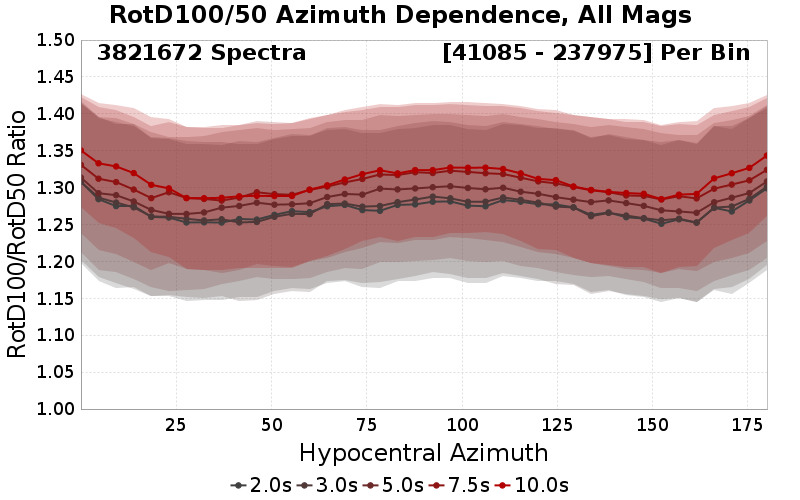 RotD100/50 Azimuth Dependence, All Mags
3821672 Spectra
[41085 - 237975] Per Bin
RotD100/RotD50 Ratio
1.50
1.45
1.40
1.35
1.30
1.25
1.20
1.15
1.10
1.05
1.00
25 50 75 100 125 150 175
Hypocentral Azimuth
2.0s 3.0s 5.0s 7.5s 10.0s